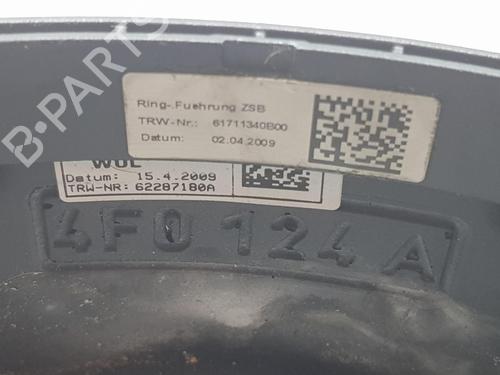 B-PARTS
Ring-.Fuehrung ZSB
TRW-Nr.: 61711340B00
Datum: 02.04.2009
WUL
Datum: 15.4.2009
TRW-NR: 62287180A
4F0 124 A